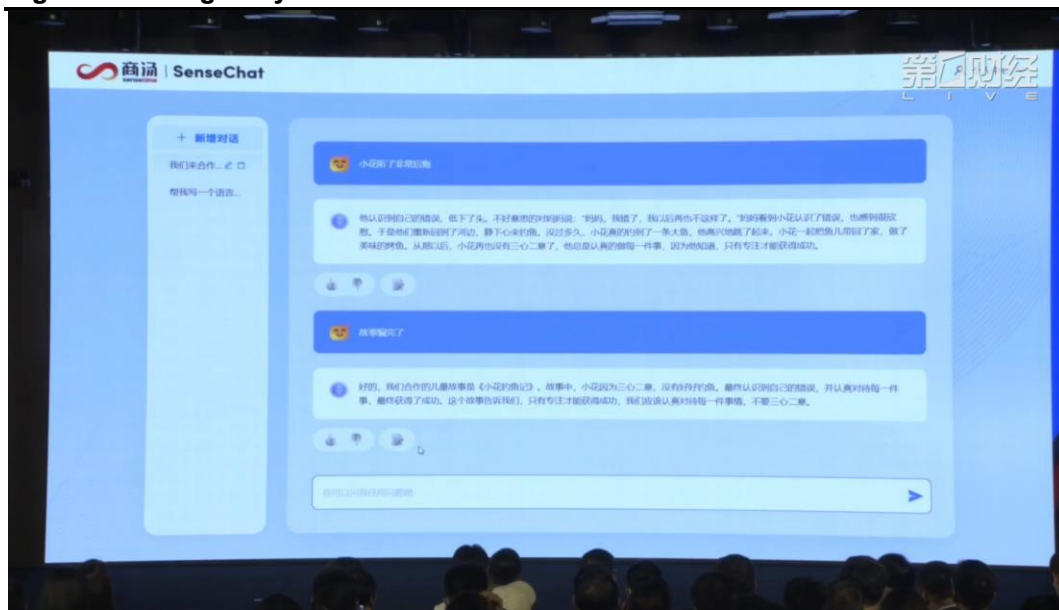 商汤 | SenseChat
sensetime
第一财经
LIVE
+ 新增对话
我们来合作...
帮我写一个语言...
小花听了非常后悔
他认识到自己的错误，低下了头。不好意思的对妈妈说：“妈妈，我错了，我以后再也不这样了。”妈妈看到小花认识了错误，也感到很欣
慰。于是他们重新回到了河边，静下心来钓鱼。没过多久，小花真的钓到了一条大鱼，他高兴地跳了起来。小花一起把鱼儿带回了家，做了
美味的烤鱼。从那以后，小花再也没有三心二意了，他总是认真的做每一件事，因为他知道，只有专注才能获得成功。
故事编完了
好的，我们合作的儿童故事是《小花钓鱼记》。故事中，小花因为三心二意，没有好好钓鱼。最终认识到自己的错误，并认真对待每一件
事，最终获得了成功。这个故事告诉我们，只有专注才能获得成功，我们应该认真对待每一件事情，不要三心二意。